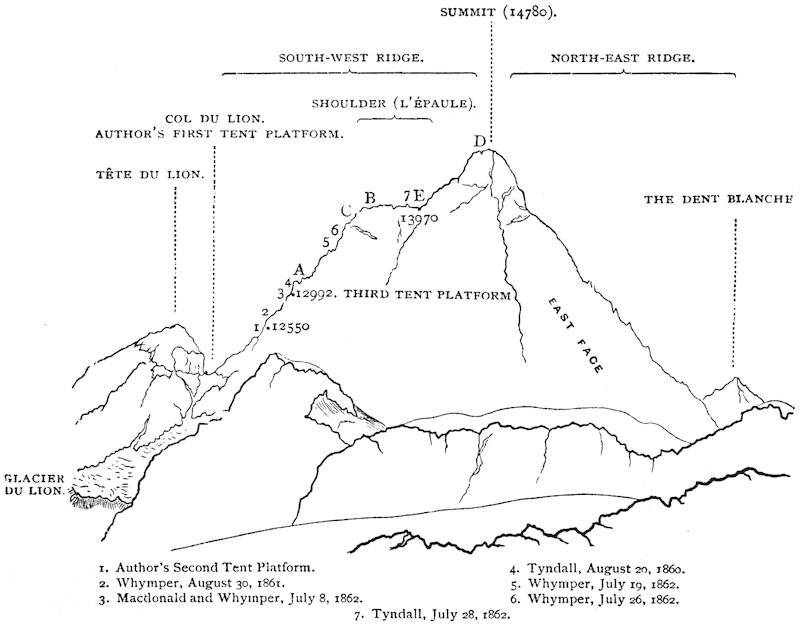 SUMMIT (14780).
SOUTH-WEST RIDGE.
NORTH-EAST RIDGE.
SHOULDER (L'ÉPAULE).
COL DU LION.
AUTHOR'S FIRST TENT PLATFORM.
TÊTE DU LION.
THE DENT BLANCHE
D
C B 7 E
13970
6
5
A
4
3 12992. THIRD TENT PLATFORM
2
1 12550
EAST FACE
GLACIER
DU LION.
1. Author's Second Tent Platform.
2. Whymper, August 30, 1861.
3. Macdonald and Whymper, July 8, 1862.
4. Tyndall, August 20, 1860.
5. Whymper, July 19, 1862.
6. Whymper, July 26, 1862.
7. Tyndall, July 28, 1862.